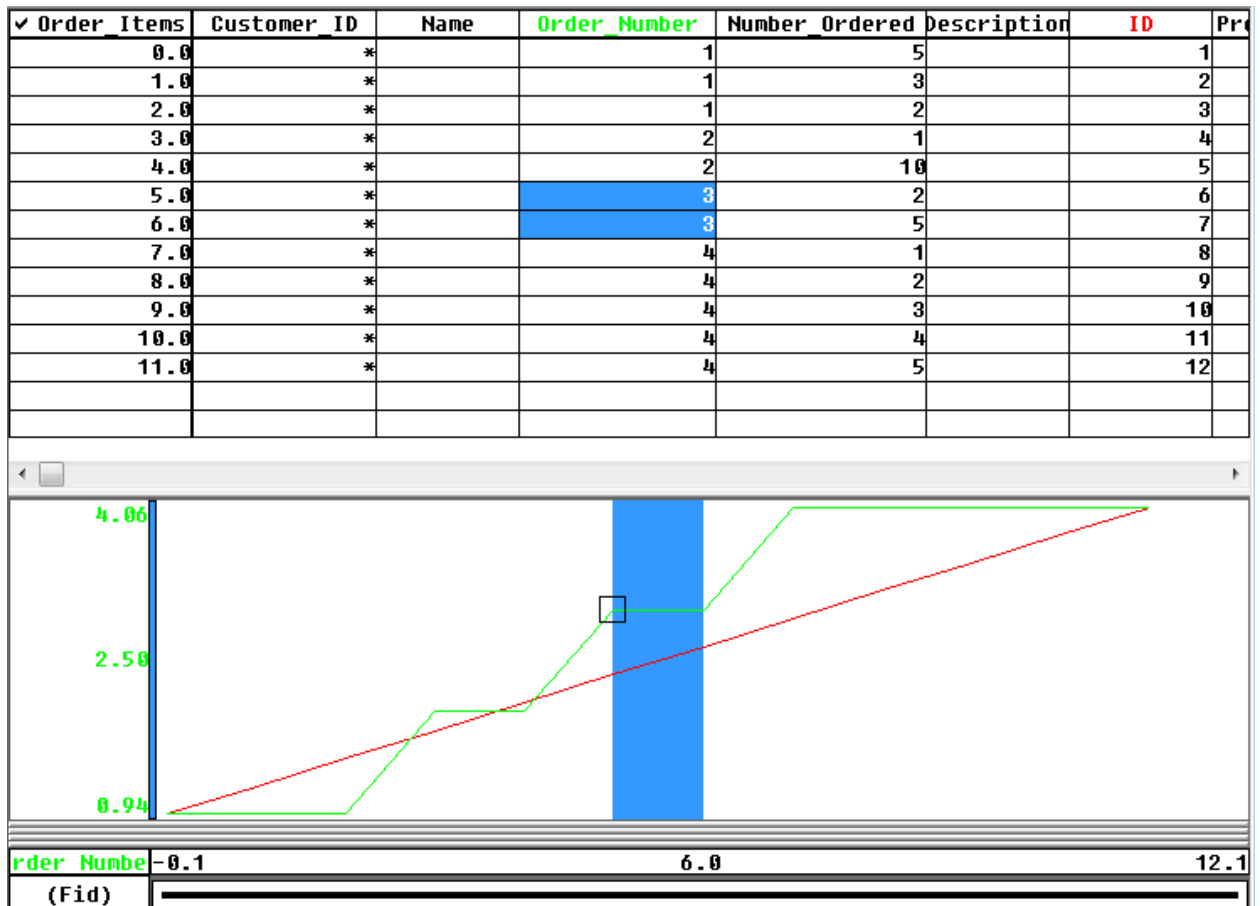 ✓ Order_Items Customer_ID Name Order_Number Number_Ordered Description ID Pro
0.0 * 1 5 1
1.0 * 1 3 2
2.0 * 1 2 3
3.0 * 2 1 4
4.0 * 2 10 5
5.0 * 3 2 6
6.0 * 3 5 7
7.0 * 4 1 8
8.0 * 4 2 9
9.0 * 4 3 10
10.0 * 4 4 11
11.0 * 4 5 12
4.06
2.50
0.94
rder Numbe -0.1 6.0 12.1
(Fid)